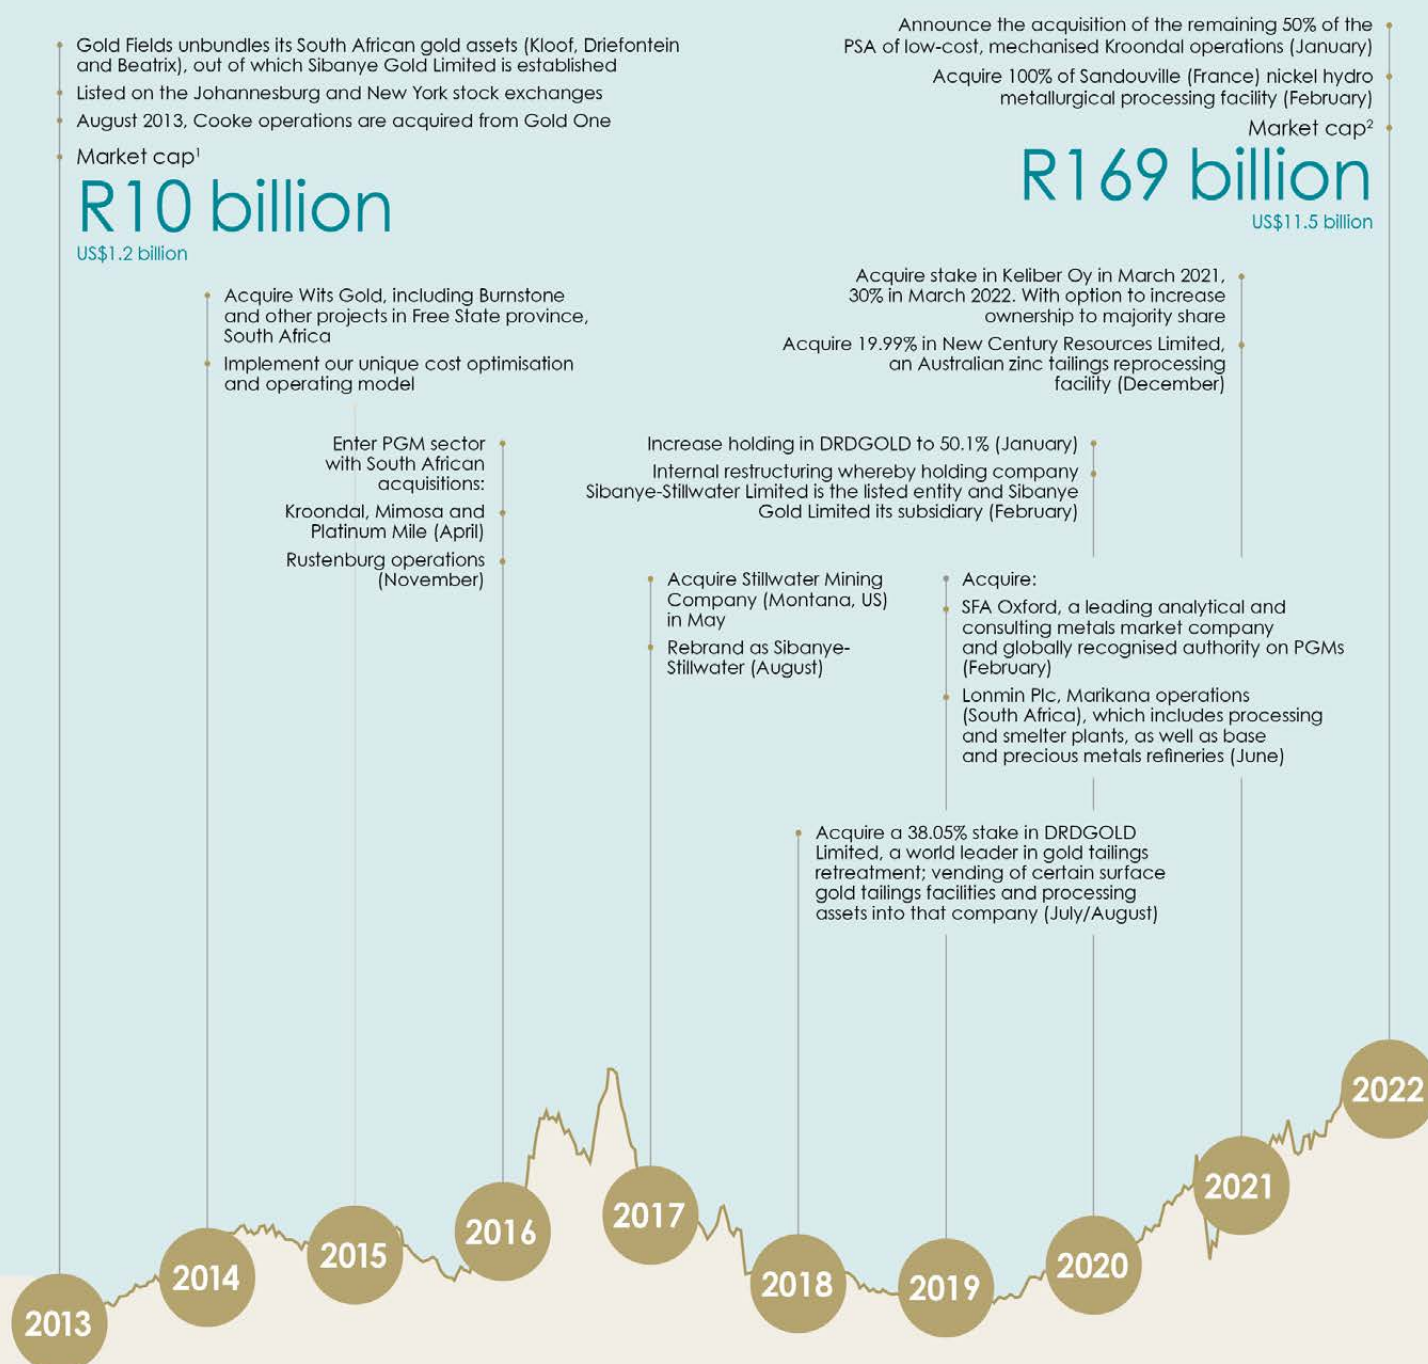 Gold Fields unbundles its South African gold assets (Kloof, Driefontein
and Beatrix), out of which Sibanye Gold Limited is established
Listed on the Johannesburg and New York stock exchanges
August 2013, Cooke operations are acquired from Gold One
Market cap¹
R10 billion
US$1.2 billion
Announce the acquisition of the remaining 50% of the
PSA of low-cost, mechanised Kroondal operations (January)
Acquire 100% of Sandouville (France) nickel hydro
metallurgical processing facility (February)
Market cap²
R169 billion
US$11.5 billion
Acquire Wits Gold, including Burnstone
and other projects in Free State province,
South Africa
Implement our unique cost optimisation
and operating model
Acquire stake in Keliber Oy in March 2021,
30% in March 2022. With option to increase
ownership to majority share
Acquire 19.99% in New Century Resources Limited,
an Australian zinc tailings reprocessing
facility (December)
Enter PGM sector
with South African
acquisitions:
Kroondal, Mimosa and
Platinum Mile (April)
Rustenburg operations
(November)
Increase holding in DRDGOLD to 50.1% (January)
Internal restructuring whereby holding company
Sibanye-Stillwater Limited is the listed entity and Sibanye
Gold Limited its subsidiary (February)
Acquire Stillwater Mining
Company (Montana, US)
in May
Rebrand as Sibanye-
Stillwater (August)
Acquire:
SFA Oxford, a leading analytical and
consulting metals market company
and globally recognised authority on PGMs
(February)
Lonmin Plc, Marikana operations
(South Africa), which includes processing
and smelter plants, as well as base
and precious metals refineries (June)
Acquire a 38.05% stake in DRDGOLD
Limited, a world leader in gold tailings
retreatment; vending of certain surface
gold tailings facilities and processing
assets into that company (July/August)
2013
2014
2015
2016
2017
2018
2019
2020
2021
2022